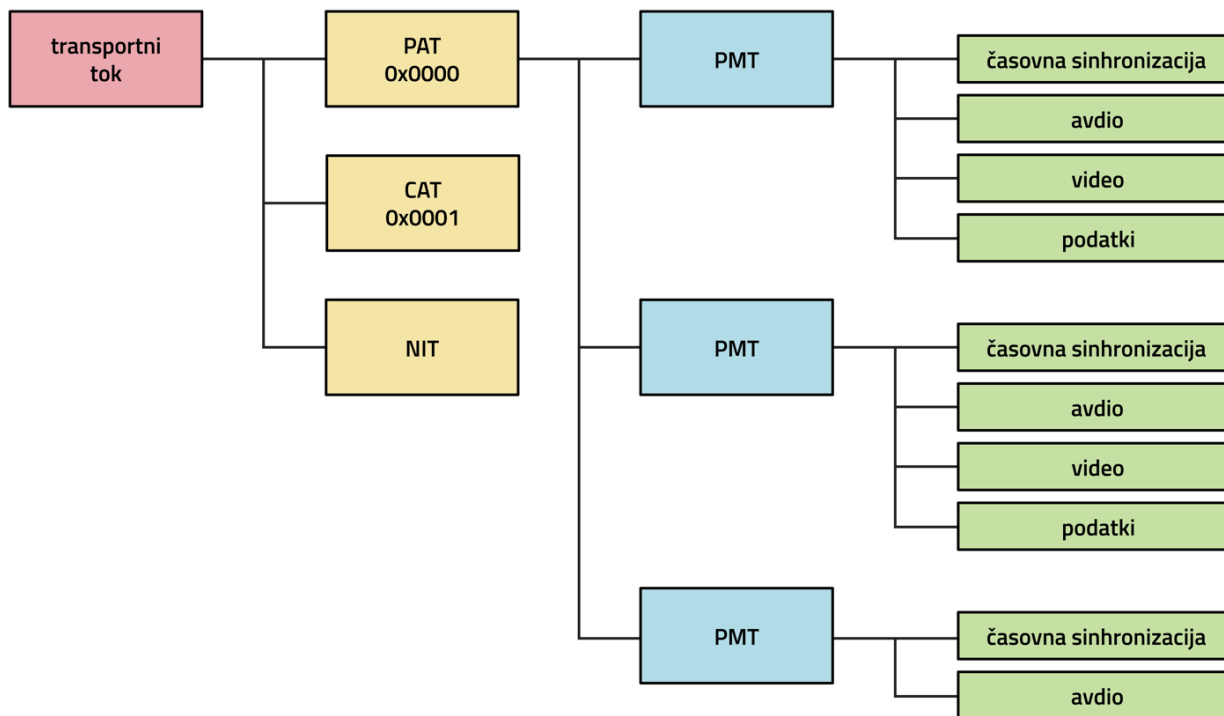 transportni
tok
PAT
0x0000
CAT
0x0001
NIT
PMT
časovna sinhronizacija
avdio
video
podatki
PMT
časovna sinhronizacija
avdio
video
podatki
PMT
časovna sinhronizacija
avdio